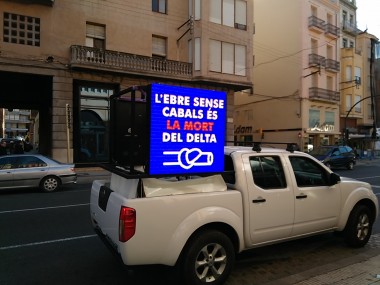 L'EBRE SENSE
CABALS ÉS
LA MORT
DEL DELTA